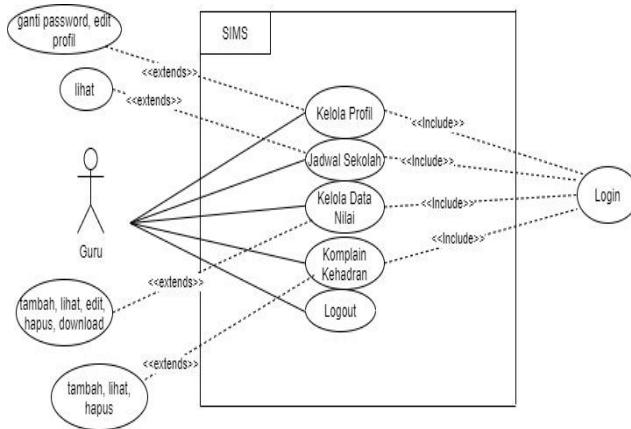 ganti password, edit
profil
SIMS
<<extends>>
lihat
<<extends>>
Kelola Profil
<<Include>>
Jadwal Sekolah
<<Include>>
Login
Kelola Data
Nilai
<<Include>>
Guru
Komplain
Kehadran
<<Include>>
<<extends>>
tambah, lihat, edit,
hapus, download
Logout
<<extends>>
tambah, lihat,
hapus